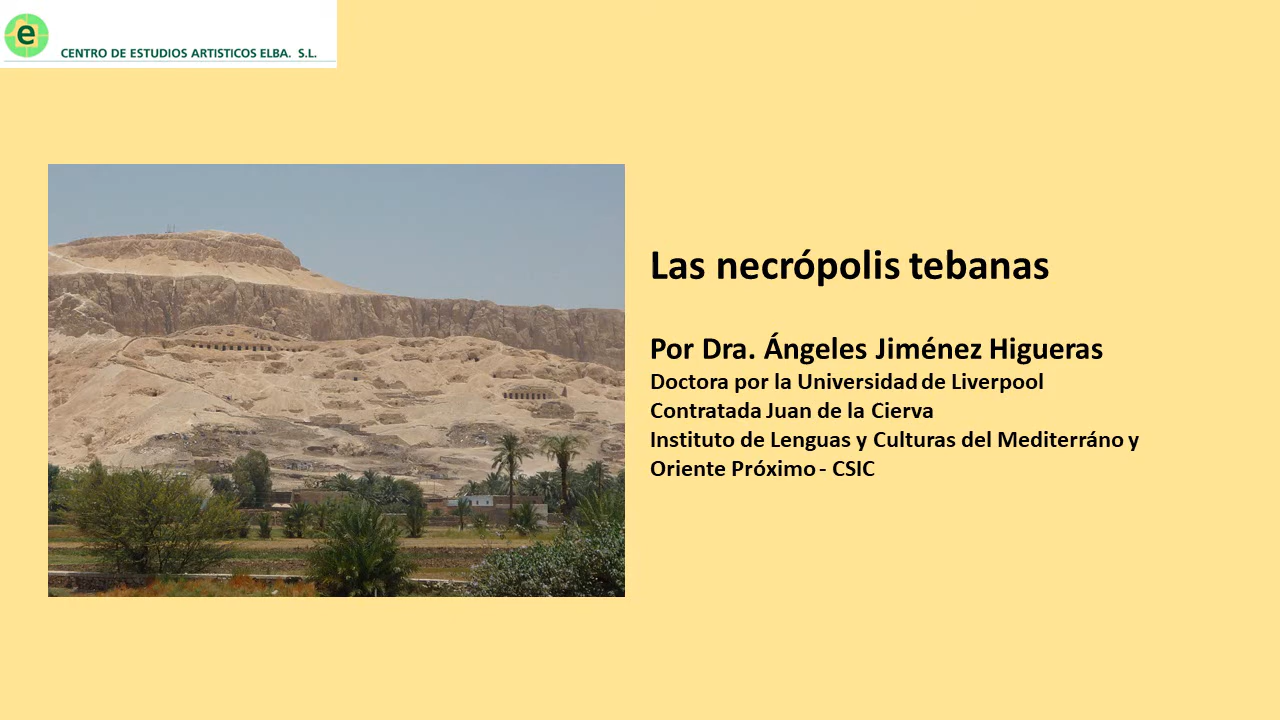 e
CENTRO DE ESTUDIOS ARTISTICOS ELBA. S.L.
Las necrópolis tebanas
Por Dra. Ángeles Jiménez Higueras
Doctora por la Universidad de Liverpool
Contratada Juan de la Cierva
Instituto de Lenguas y Culturas del Mediterráno y
Oriente Próximo - CSIC